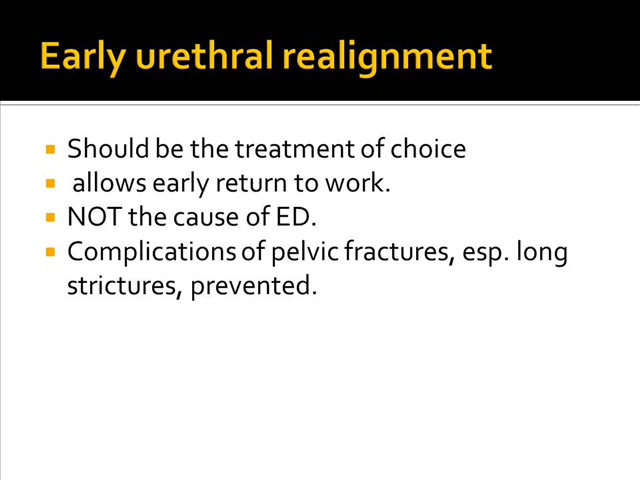 Early urethral realignment
Should be the treatment of choice
allows early return to work.
NOT the cause of ED.
Complications of pelvic fractures, esp. long
strictures, prevented.